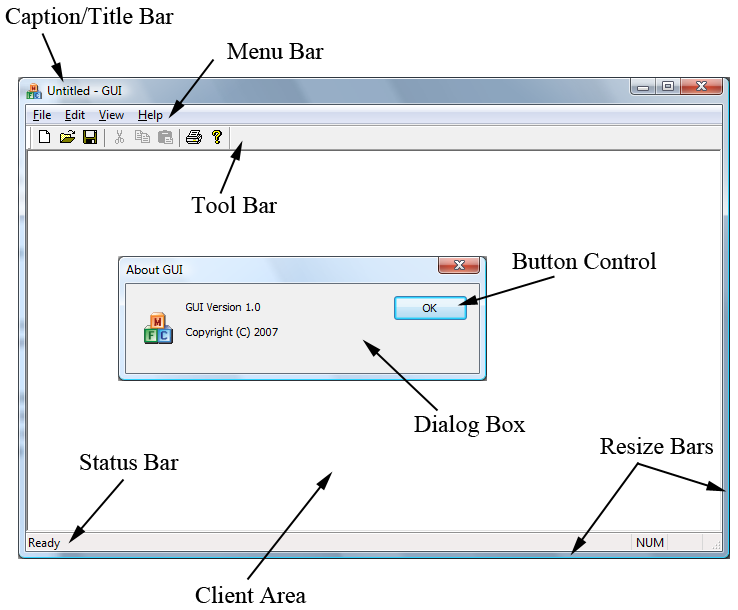 Caption/Title Bar
Menu Bar
Untitled - GUI
File Edit View Help
Tool Bar
About GUI
Button Control
GUI Version 1.0
OK
M
F C
Copyright (C) 2007
Dialog Box
Resize Bars
Status Bar
Ready
NUM
Client Area